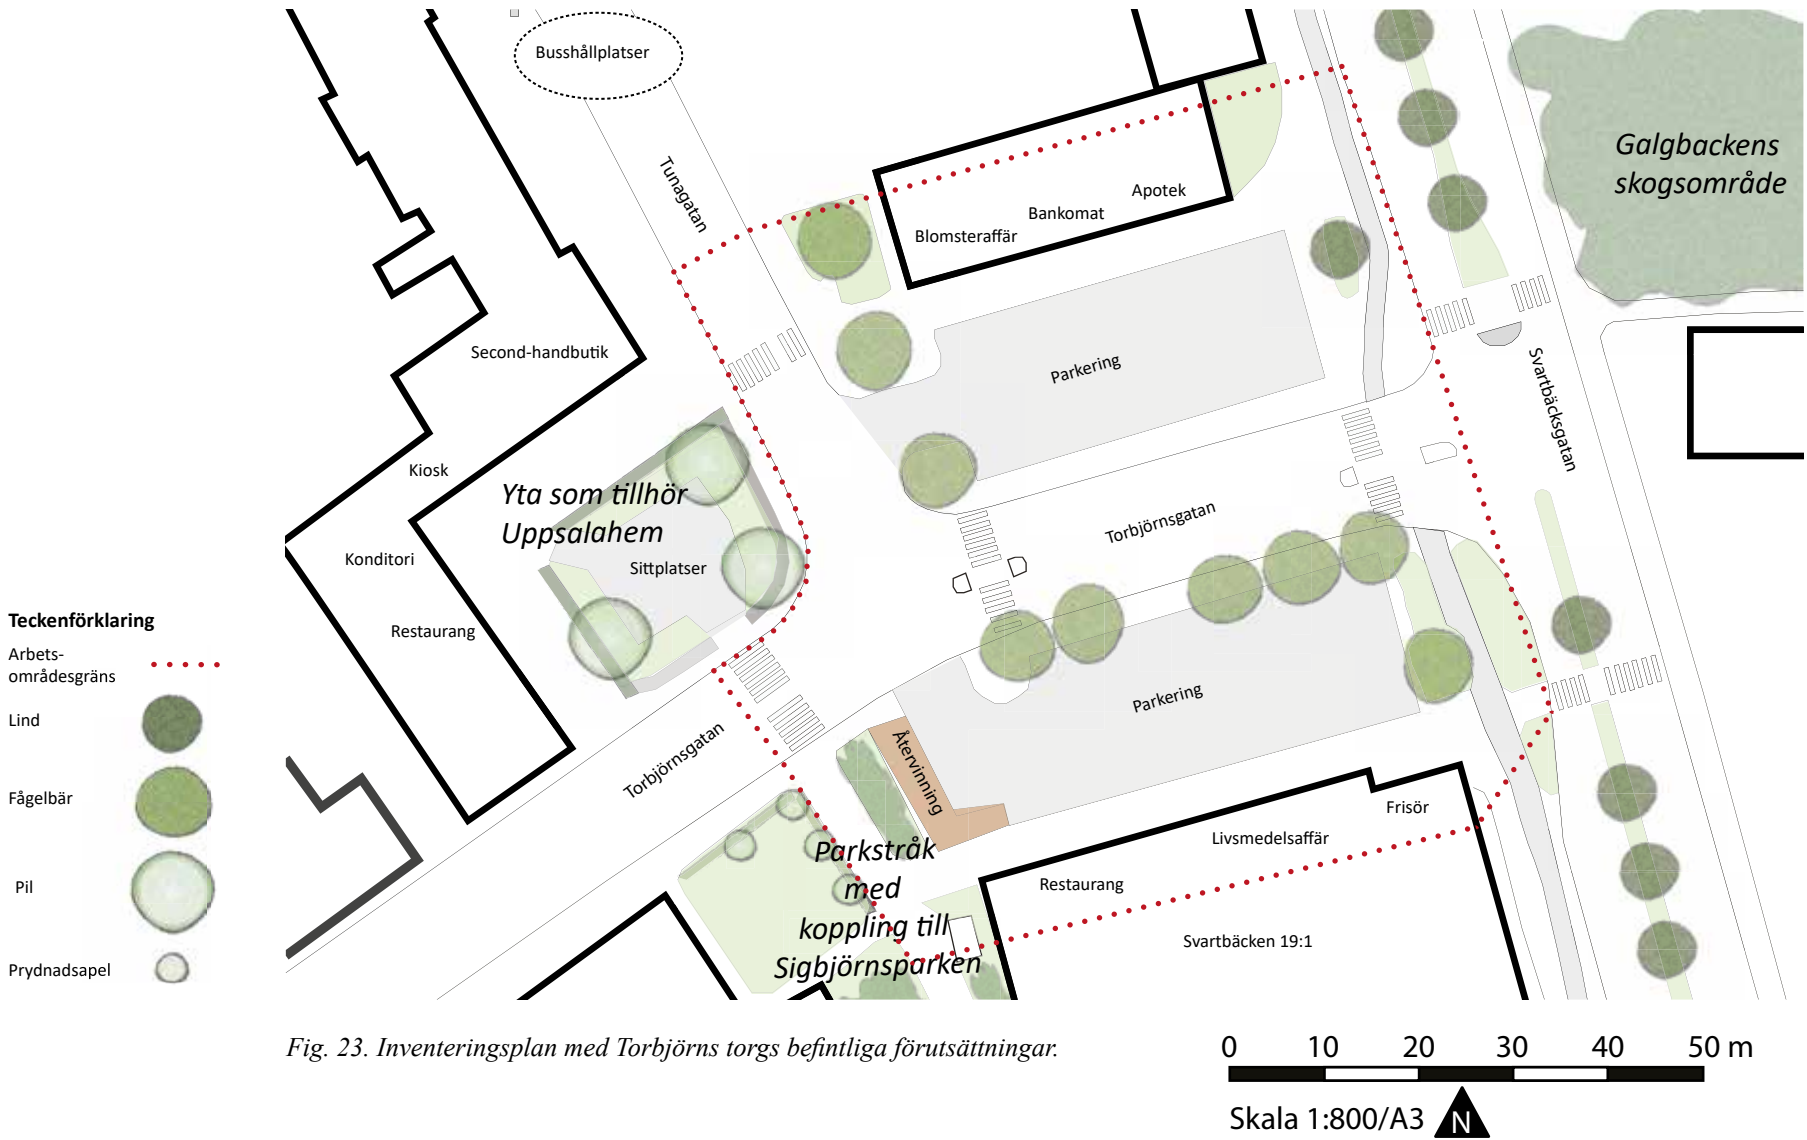 Busshållplatser
Tunagatan
Galgbackens
skogsområde
Apotek
Bankomat
Blomsteraffär
Second-handbutik
Parkering
Svartbäcksgatan
Kiosk
Yta som tillhör
Uppsalahem
Torbjörnsgatan
Konditori
Sittplatser
Restaurang
Parkering
Torbjörnsgatan
Återvinning
Frisör
Livsmedelsaffär
Restaurang
Parkstråk
med
koppling till
Sigbjörnsparken
Svartbäcken 19:1
Teckenförklaring
Arbets-
områdesgräns
Lind
Fågelbär
Pil
Prydnadsapel
Fig. 23. Inventeringsplan med Torbjörns torgs befintliga förutsättningar.
0 10 20 30 40 50 m
Skala 1:800/A3
N